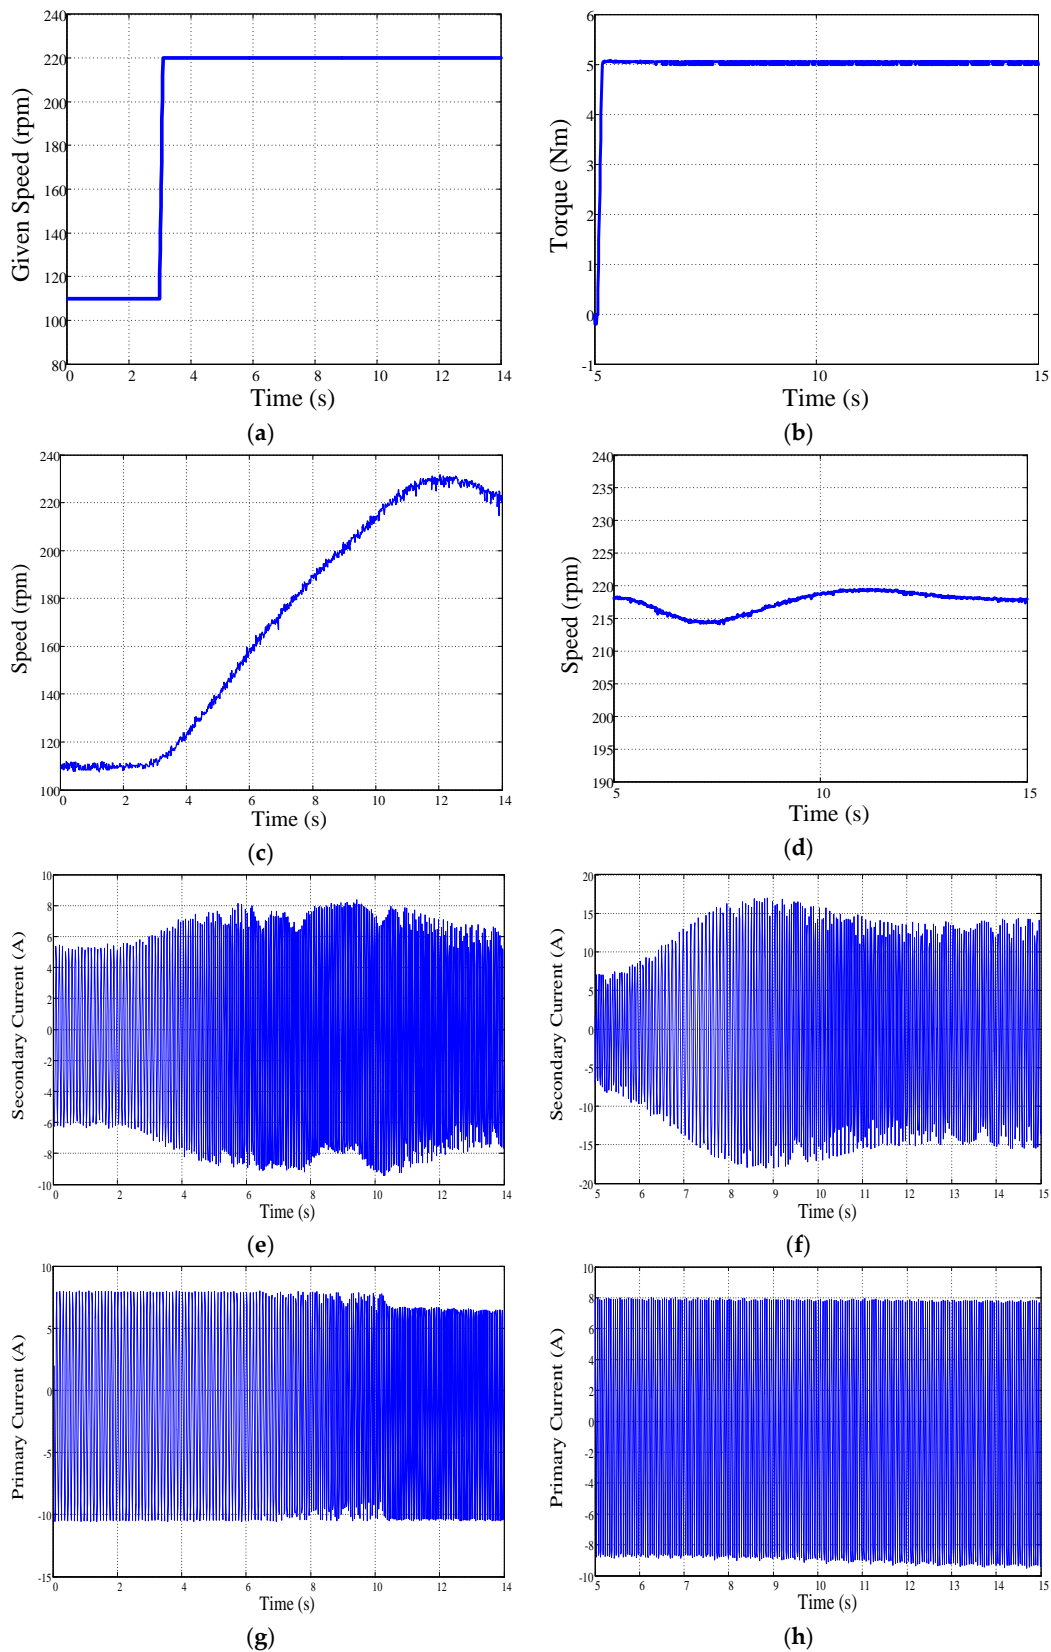 240
220
200
180
160
140
120
100
80
Given Speed (rpm)
0 2 4 6 8 10 12 14
Time (s)
(a)
6
5
4
3
2
1
0
-1
Torque (Nm)
5 10 15
Time (s)
(b)
240
220
200
180
160
140
120
100
Speed (rpm)
0 2 4 6 8 10 12 14
Time (s)
(c)
240
235
230
225
220
215
210
205
200
195
190
Speed (rpm)
5 10 15
Time (s)
(d)
10
8
6
4
2
0
-2
-4
-6
-8
-10
Secondary Current (A)
0 2 4 6 8 10 12 14
Time (s)
(e)
20
15
10
5
0
-5
-10
-15
-20
Secondary Current (A)
5 6 7 8 9 10 11 12 13 14 15
Time (s)
(f)
10
5
0
-5
-10
-15
Primary Current (A)
0 2 4 6 8 10 12 14
Time (s)
(g)
10
8
6
4
2
0
-2
-4
-6
-8
-10
Primary Current (A)
5 6 7 8 9 10 11 12 13 14 15
Time (s)
(h)